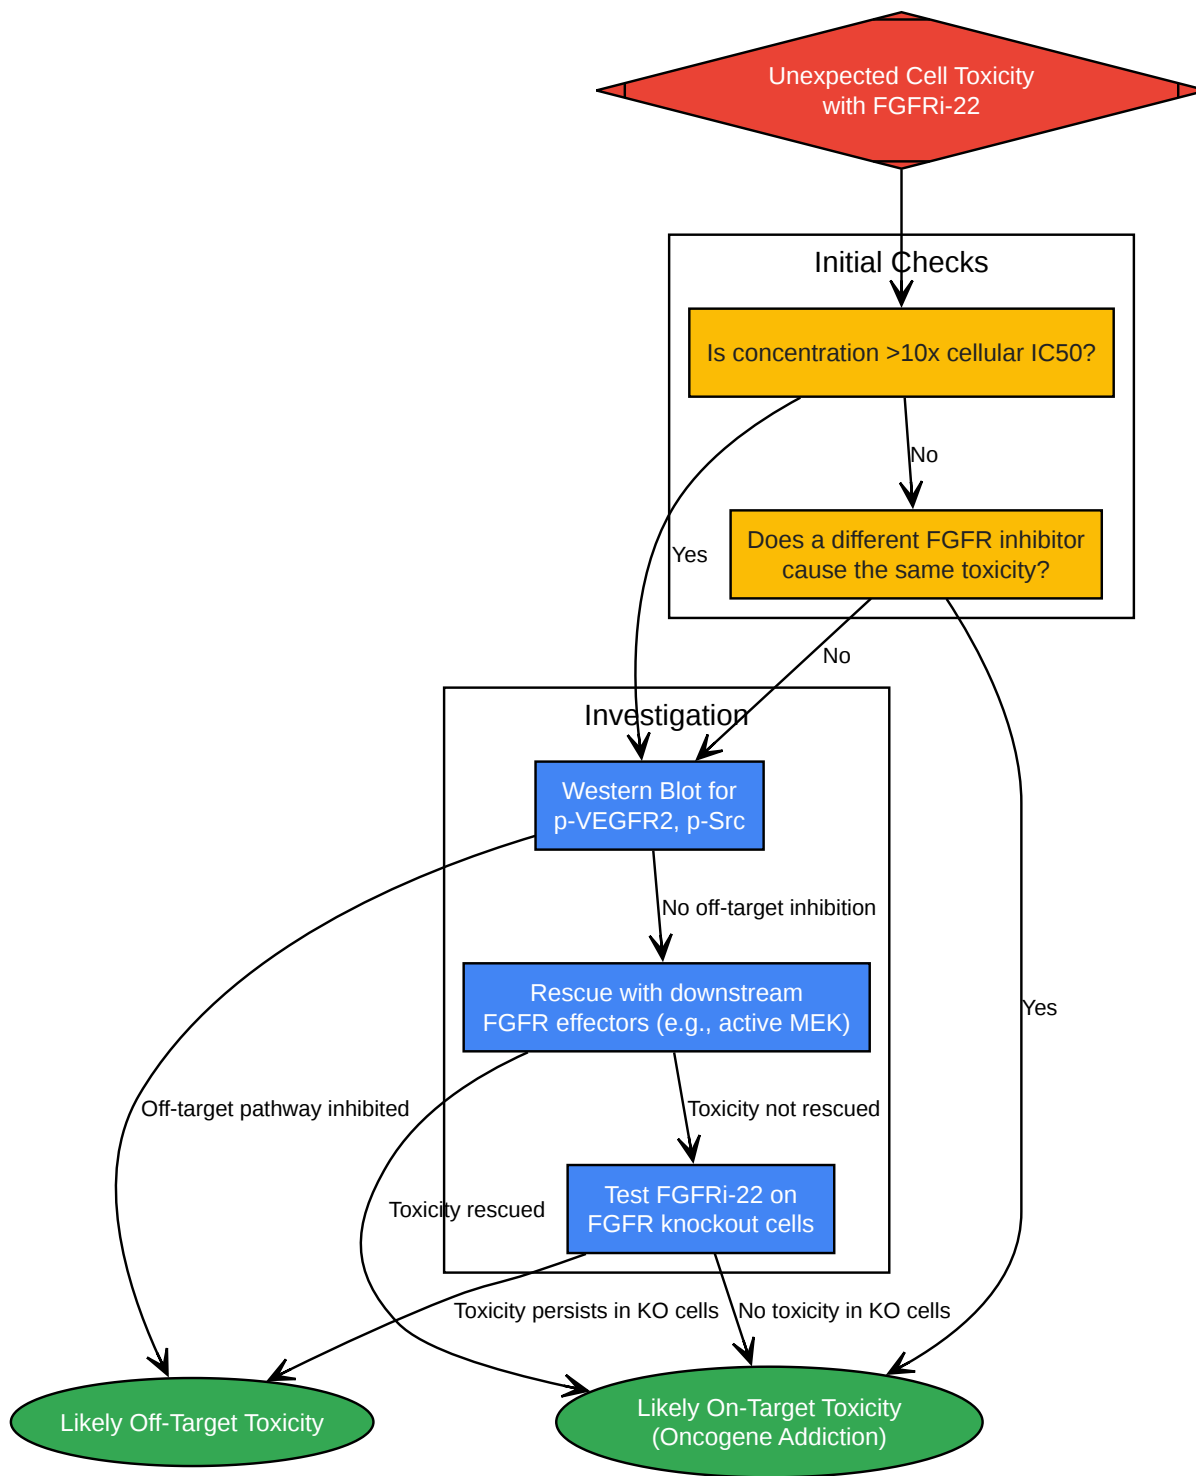 Unexpected Cell Toxicity
with FGFRi-22
Initial Checks
Is concentration >10x cellular IC50?
No
Does a different FGFR inhibitor
cause the same toxicity?
Yes
No
Investigation
Western Blot for
p-VEGFR2, p-Src
No off-target inhibition
Rescue with downstream
FGFR effectors (e.g., active MEK)
Yes
Off-target pathway inhibited
Toxicity not rescued
Test FGFRi-22 on
FGFR knockout cells
Toxicity rescued
Toxicity persists in KO cells
No toxicity in KO cells
Likely Off-Target Toxicity
Likely On-Target Toxicity
(Oncogene Addiction)